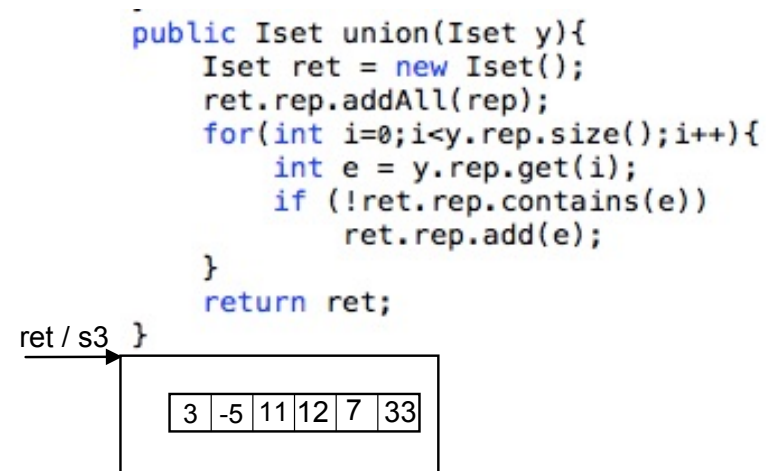 public Iset union(Iset y){
Iset ret = new Iset();
ret.rep.addAll(rep);
for(int i=0;i<y.rep.size();i++){
int e = y.rep.get(i);
if (!ret.rep.contains(e))
ret.rep.add(e);
}
return ret;
}
ret / s3
3 -5 11 12 7 33